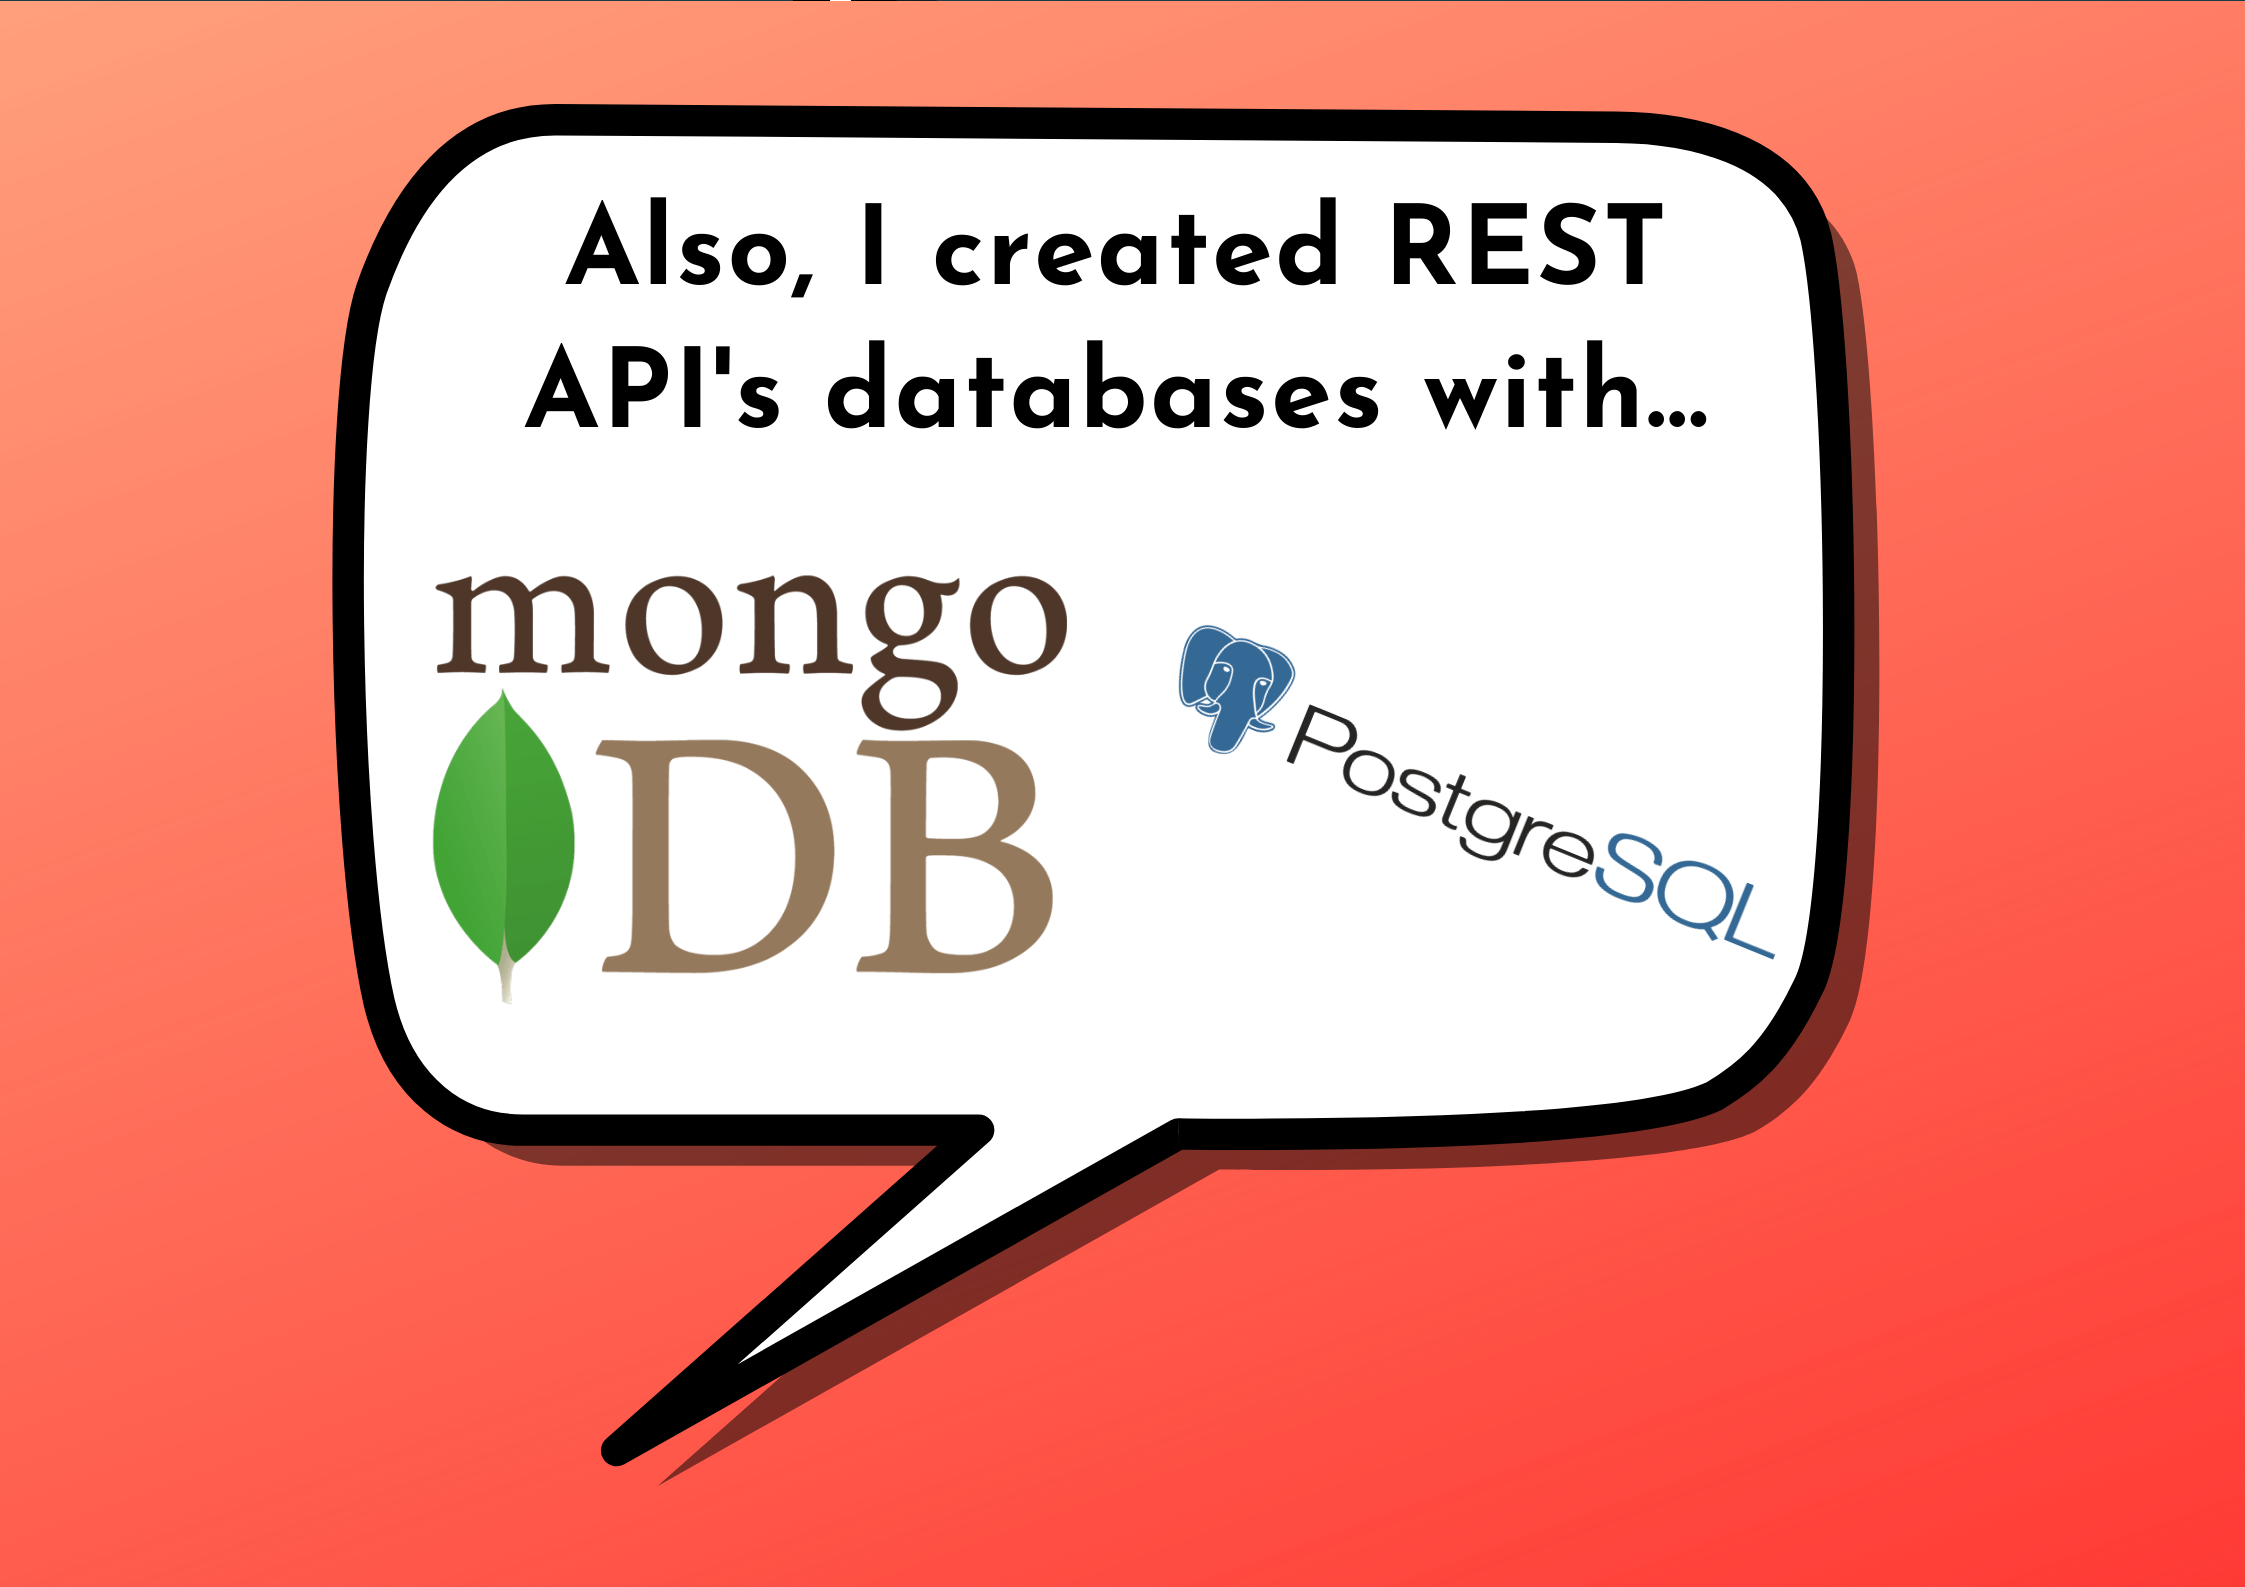 Also, I created REST
API's databases with...
mongo
DB
PostgreSQL